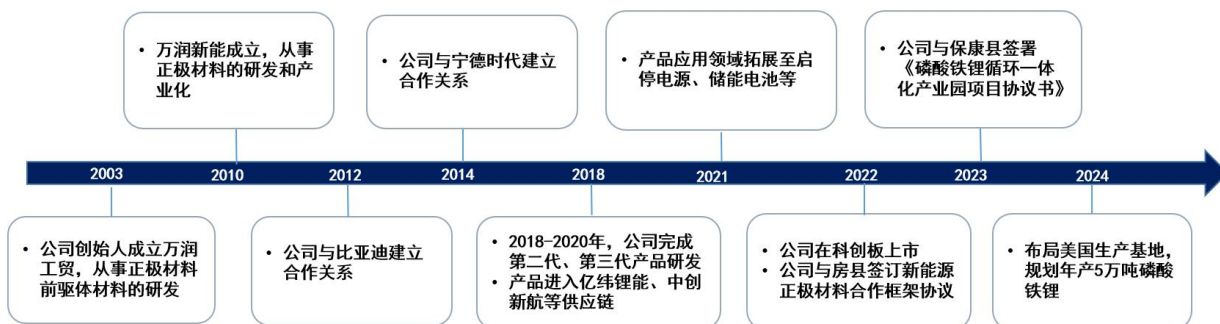 • 万润新能成立，从事
正极材料的研发和产
业化
• 公司与宁德时代建立
合作关系
• 产品应用领域拓展至启
停电源、储能电池等
• 公司与保康县签署
《磷酸铁锂循环一体
化产业园项目协议书》
2003 2010 2012 2014 2018 2021 2022 2023 2024
• 公司创始人成立万润
工贸，从事正极材料
前驱体材料的研发
• 公司与比亚迪建立
合作关系
• 2018-2020年，公司完成
第二代、第三代产品研发
• 产品进入亿纬锂能、中创
新航等供应链
• 公司在科创板上市
• 公司与房县签订新能源
正极材料合作框架协议
• 布局美国生产基地，
规划年产5万吨磷酸
铁锂